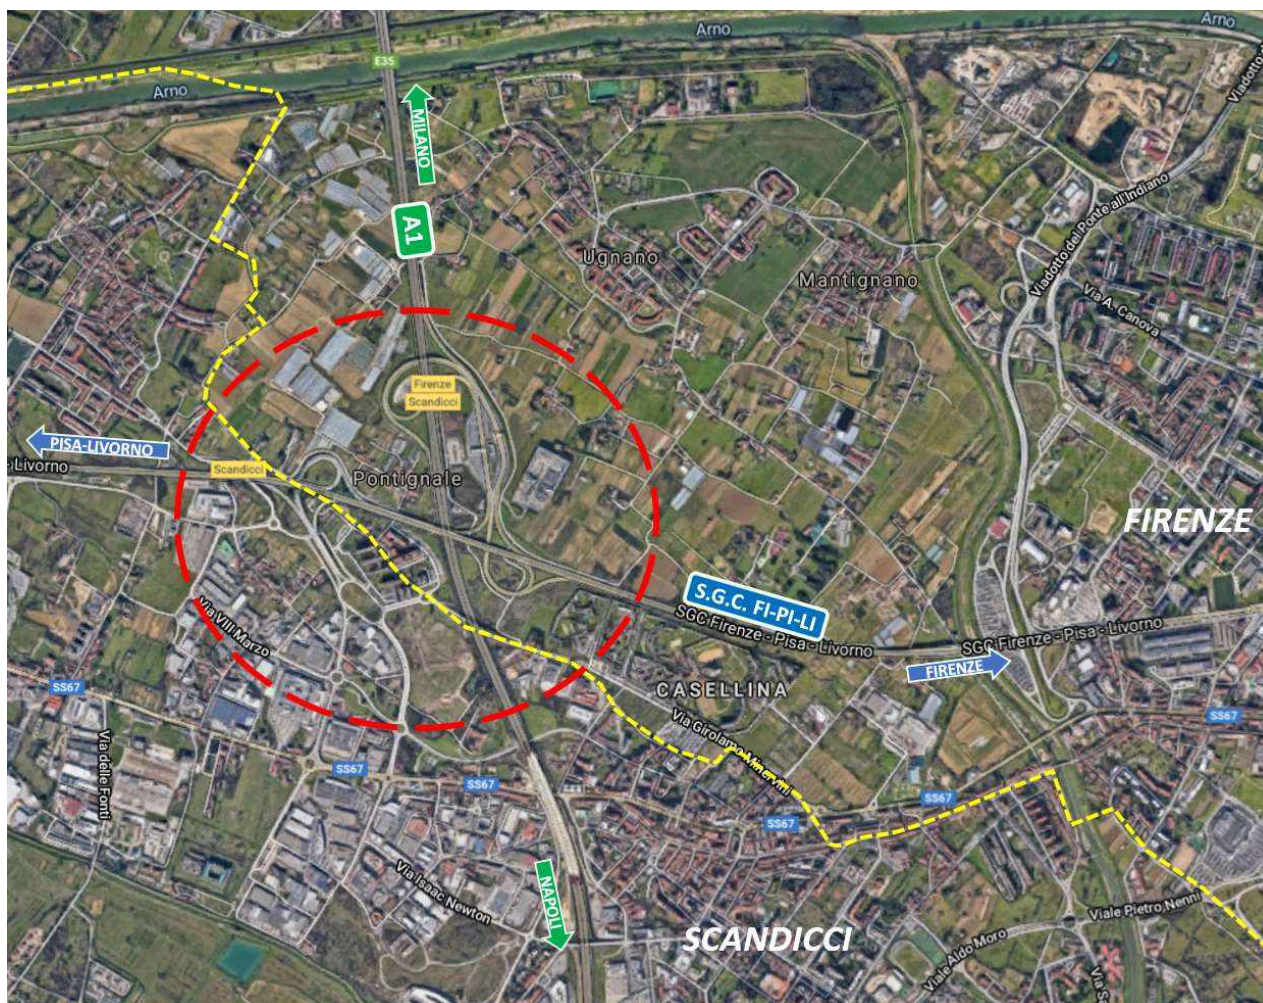 Arno
Arno
E35
Arno
Viadotto del
MILANO
A1
Viadotto del Ponte all'Indiano
Ugnano
Mantignano
Via A. Canova
Firenze
Scandicci
PISA-LIVORNO
Livorno
Scandicci
Pontignale
FIRENZE
S.G.C. FI-PI-LI
SGC Firenze - Pisa - Livorno
SGC Firenze - Pisa - Livorno
FIRENZE
Via VIII Marzo
CASELLINA
SS67
SS67
Via Girolamo Minervini
Via delle Fonti
SS67
SS67
SS67
SS67
Via Isaac Newton
NAPOLI
Viale Pietro Nenni
SCANDICCI
Viale Aldo Moro
Via S